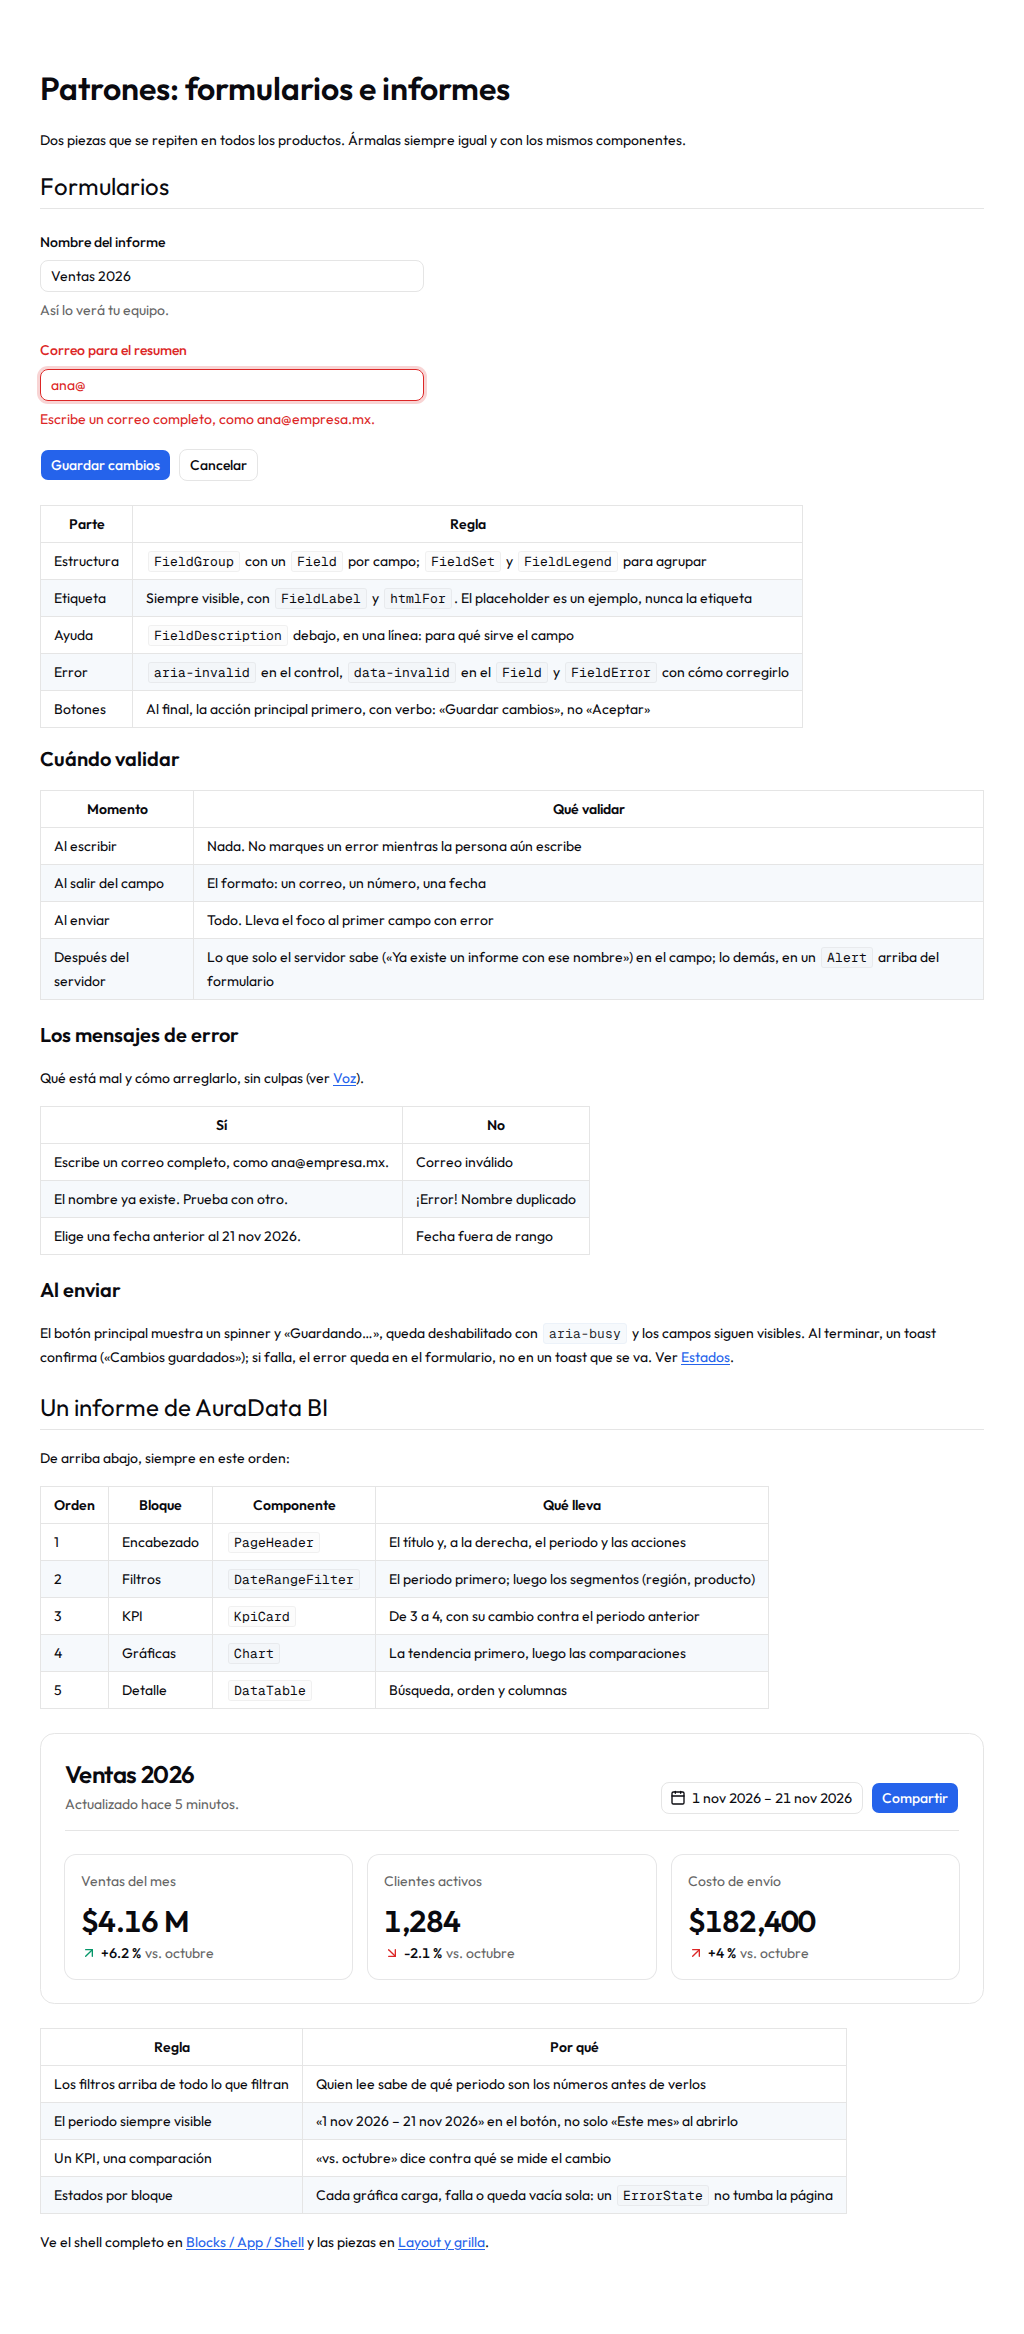 Patrones: formularios e informes
Dos piezas que se repiten en todos los productos. Ármalas siempre igual y con los mismos componentes.
Formularios
Nombre del informe
Ventas 2026
Así lo verá tu equipo.
Correo para el resumen
ana@
Escribe un correo completo, como ana@empresa.mx.
Guardar cambios Cancelar
Parte Regla
Estructura FieldGroup con un Field por campo; FieldSet y FieldLegend para agrupar
Etiqueta Siempre visible, con FieldLabel y htmlFor. El placeholder es un ejemplo, nunca la etiqueta
Ayuda FieldDescription debajo, en una línea: para qué sirve el campo
Error aria-invalid en el control, data-invalid en el Field y FieldError con cómo corregirlo
Botones Al final, la acción principal primero, con verbo: «Guardar cambios», no «Aceptar»
Cuándo validar
Momento Qué validar
Al escribir Nada. No marques un error mientras la persona aún escribe
Al salir del campo El formato: un correo, un número, una fecha
Al enviar Todo. Lleva el foco al primer campo con error
Después del Lo que solo el servidor sabe («Ya existe un informe con ese nombre») en el campo; lo demás, en un Alert arriba del
servidor formulario
Los mensajes de error
Qué está mal y cómo arreglarlo, sin culpas (ver Voz).
Sí No
Escribe un correo completo, como ana@empresa.mx. Correo inválido
El nombre ya existe. Prueba con otro. ¡Error! Nombre duplicado
Elige una fecha anterior al 21 nov 2026. Fecha fuera de rango
Al enviar
El botón principal muestra un spinner y «Guardando…», queda deshabilitado con aria-busy y los campos siguen visibles. Al terminar, un toast
confirma («Cambios guardados»); si falla, el error queda en el formulario, no en un toast que se va. Ver Estados.
Un informe de AuraData BI
De arriba abajo, siempre en este orden:
Orden Bloque Componente Qué lleva
1 Encabezado PageHeader El título y, a la derecha, el periodo y las acciones
2 Filtros DateRangeFilter El periodo primero; luego los segmentos (región, producto)
3 KPI KpiCard De 3 a 4, con su cambio contra el periodo anterior
4 Gráficas Chart La tendencia primero, luego las comparaciones
5 Detalle DataTable Búsqueda, orden y columnas
Ventas 2026
Actualizado hace 5 minutos.
1 nov 2026 – 21 nov 2026 Compartir
Ventas del mes Clientes activos Costo de envío
$4.16 M 1,284 $182,400
+6.2 % vs. octubre -2.1 % vs. octubre +4 % vs. octubre
Regla Por qué
Los filtros arriba de todo lo que filtran Quien lee sabe de qué periodo son los números antes de verlos
El periodo siempre visible «1 nov 2026 – 21 nov 2026» en el botón, no solo «Este mes» al abrirlo
Un KPI, una comparación «vs. octubre» dice contra qué se mide el cambio
Estados por bloque Cada gráfica carga, falla o queda vacía sola: un ErrorState no tumba la página
Ve el shell completo en Blocks / App / Shell y las piezas en Layout y grilla.